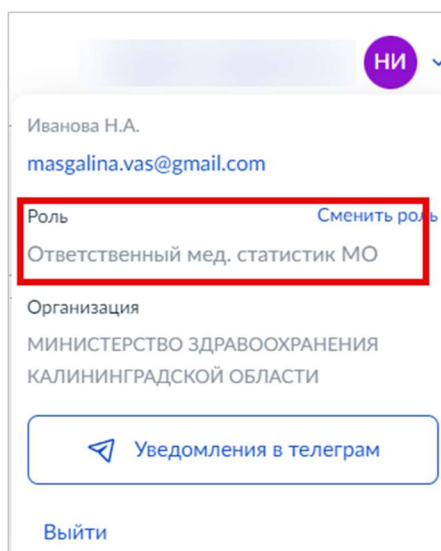 НИ
Иванова Н.А.
masgalina.vas@gmail.com
Роль Сменить роль
Ответственный мед. статистик МО
Организация
МИНИСТЕРСТВО ЗДРАВООХРАНЕНИЯ
КАЛИНИНГРАДСКОЙ ОБЛАСТИ
Уведомления в телеграм
Выйти